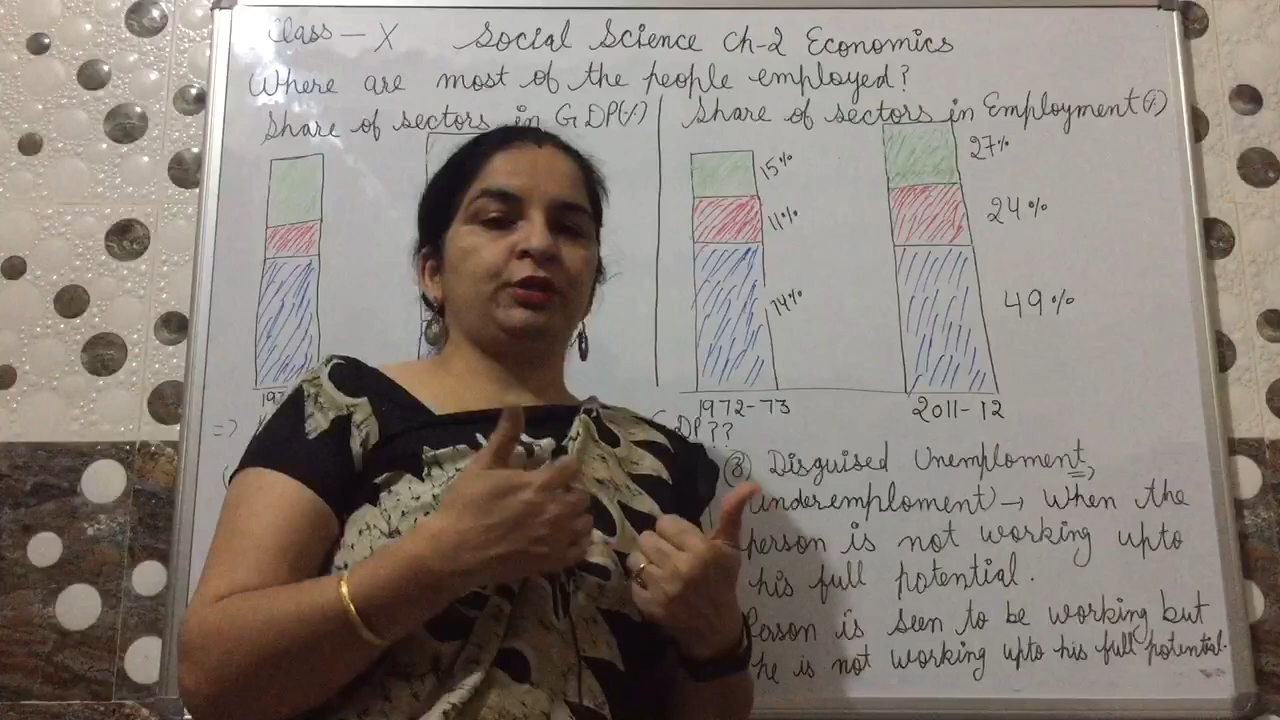 Class - X Social Science Ch-2 Economics
Where are most of the people employed?
Share of sectors in GDP(%)
Share of sectors in Employment(%)
15%
11%
74%
1972-73
27%
24%
49%
2011-12
197
=>
GDP??
③ Disguised Unemploment,
underemploment) → When the
person is not working upto
his full potential.
Person is seen to be working but
he is not working upto his full potential.